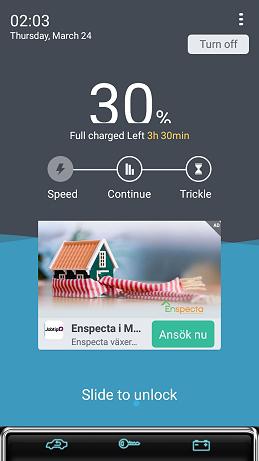 02:03
Thursday, March 24
Turn off
30%
Full charged Left 3h 30min
Speed Continue Trickle
AD
Enspecta
Jobtip
Enspecta i M...
Enspecta växer...
Ansök nu
Slide to unlock